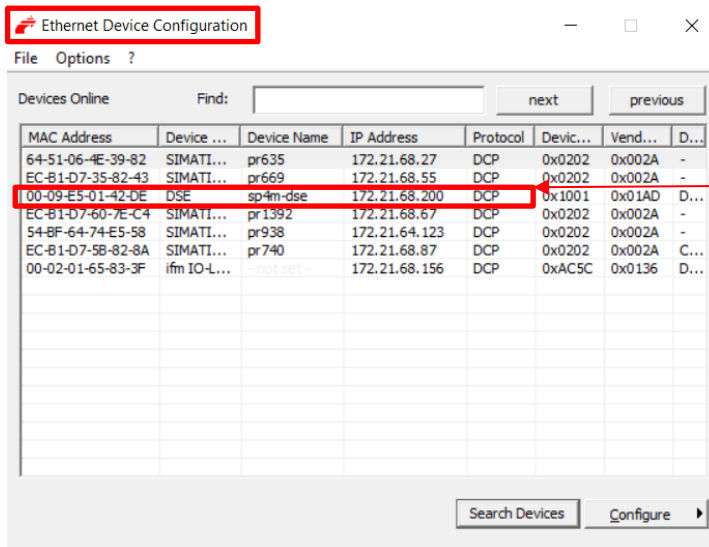 Ethernet Device Configuration
File Options ?
Devices Online Find: next previous
MAC Address Device ... Device Name IP Address Protocol Devic... Vend... D...
64-51-06-4E-39-82 SIMATI... pr635 172.21.68.27 DCP 0x0202 0x002A -
EC-B1-D7-35-82-43 SIMATI... pr669 172.21.68.55 DCP 0x0202 0x002A -
00-09-E5-01-42-DE DSE sp4m-dse 172.21.68.200 DCP 0x1001 0x01AD D...
EC-B1-D7-60-7E-C4 SIMATI... pr1392 172.21.68.67 DCP 0x0202 0x002A -
54-BF-64-74-E5-58 SIMATI... pr938 172.21.64.123 DCP 0x0202 0x002A -
EC-B1-D7-5B-82-8A SIMATI... pr740 172.21.68.87 DCP 0x0202 0x002A C...
00-02-01-65-83-3F ifm IO-L... - not set - 172.21.68.156 DCP 0xAC5C 0x0136 D...
Search Devices Configure